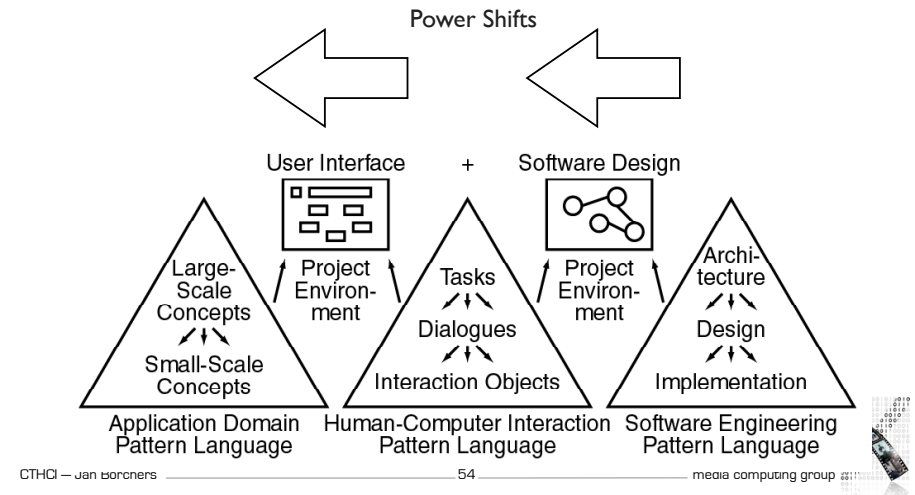 Power Shifts
User Interface + Software Design
Large-
Scale
Concepts
Small-Scale
Concepts
Project
Environ-
ment
Tasks
Dialogues
Interaction Objects
Project
Environ-
ment
Archi-
tecture
Design
Implementation
Application Domain
Pattern Language
Human-Computer Interaction
Pattern Language
Software Engineering
Pattern Language
CTHCI — Jan Borchers 54 media computing group